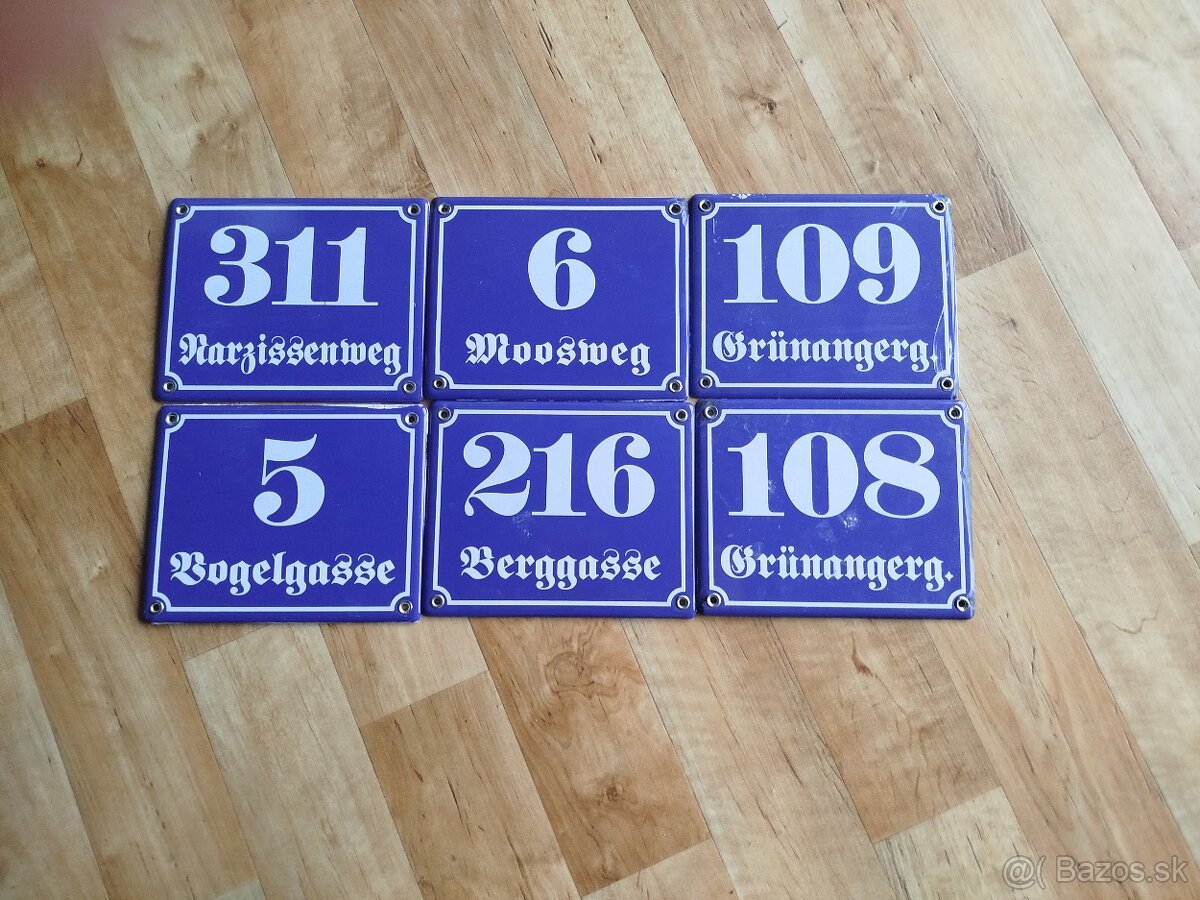 311
Narzissenweg
6
Moosweg
109
Grünangerg.
5
Vogelgasse
216
Berggasse
108
Grünangerg.
@( Bazos.sk